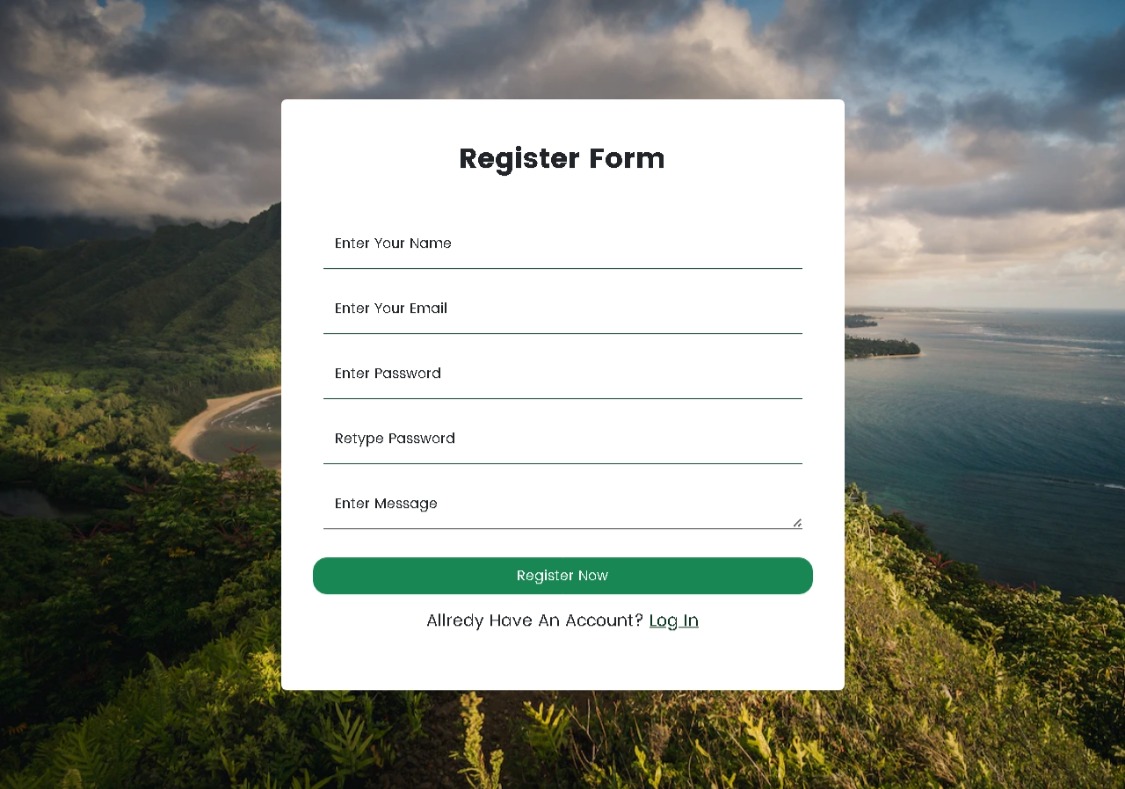 Register Form
Enter Your Name
Enter Your Email
Enter Password
Retype Password
Enter Message
Register Now
Allredy Have An Account? Log In